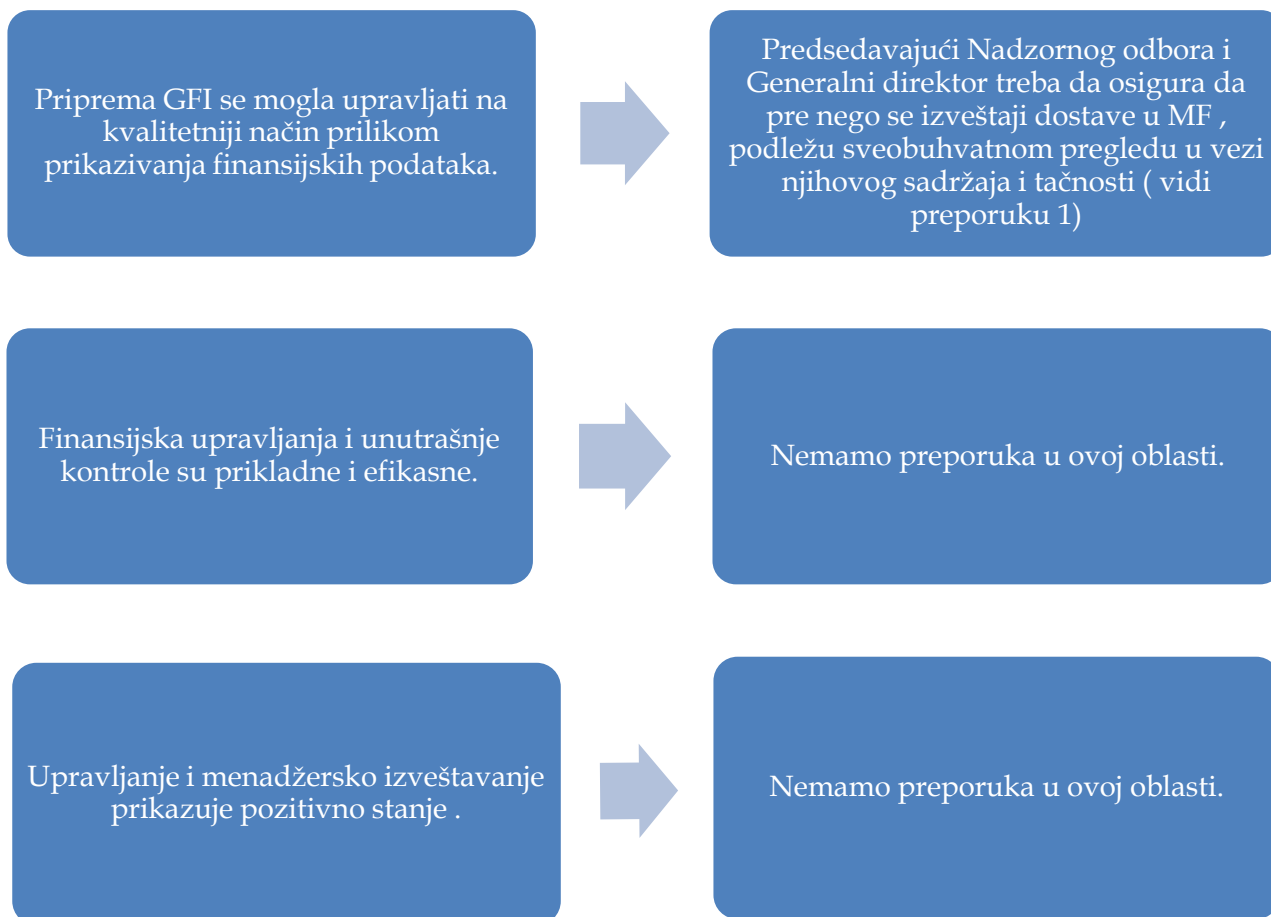 Priprema GFI se mogla upravljati na
kvalitetniji način prilikom
prikazivanja finansijskih podataka.
Predsedavajući Nadzornog odbora i
Generalni direktor treba da osigura da
pre nego se izveštaji dostave u MF ,
podležu sveobuhvatnom pregledu u vezi
njihovog sadržaja i tačnosti ( vidi
preporuku 1)
Finansijska upravljanja i unutrašnje
kontrole su prikladne i efikasne.
Nemamo preporuka u ovoj oblasti.
Upravljanje i menadžersko izveštavanje
prikazuje pozitivno stanje .
Nemamo preporuka u ovoj oblasti.